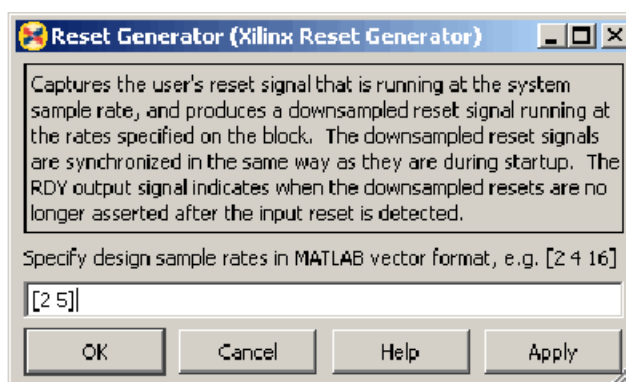 Reset Generator (Xilinx Reset Generator)
Captures the user's reset signal that is running at the system
sample rate, and produces a downsampled reset signal running at
the rates specified on the block. The downsampled reset signals
are synchronized in the same way as they are during startup. The
RDY output signal indicates when the downsampled resets are no
longer asserted after the input reset is detected.
Specify design sample rates in MATLAB vector format, e.g. [2 4 16]
[2 5]
OK Cancel Help Apply